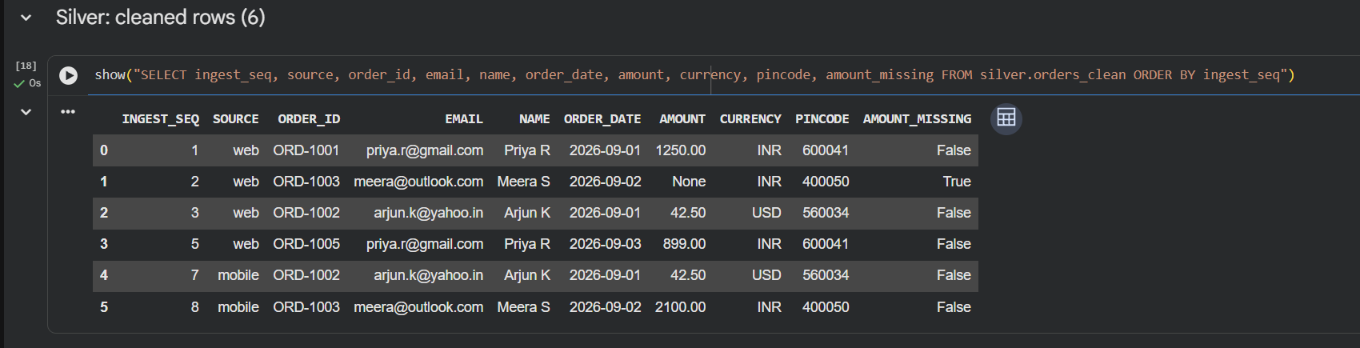 Silver: cleaned rows (6)
[18]
0s
show("SELECT ingest_seq, source, order_id, email, name, order_date, amount, currency, pincode, amount_missing FROM silver.orders_clean ORDER BY ingest_seq")
INGEST_SEQ SOURCE ORDER_ID EMAIL NAME ORDER_DATE AMOUNT CURRENCY PINCODE AMOUNT_MISSING
0 1 web ORD-1001 priya.r@gmail.com Priya R 2026-09-01 1250.00 INR 600041 False
1 2 web ORD-1003 meera@outlook.com Meera S 2026-09-02 None INR 400050 True
2 3 web ORD-1002 arjun.k@yahoo.in Arjun K 2026-09-01 42.50 USD 560034 False
3 5 web ORD-1005 priya.r@gmail.com Priya R 2026-09-03 899.00 INR 600041 False
4 7 mobile ORD-1002 arjun.k@yahoo.in Arjun K 2026-09-01 42.50 USD 560034 False
5 8 mobile ORD-1003 meera@outlook.com Meera S 2026-09-02 2100.00 INR 400050 False